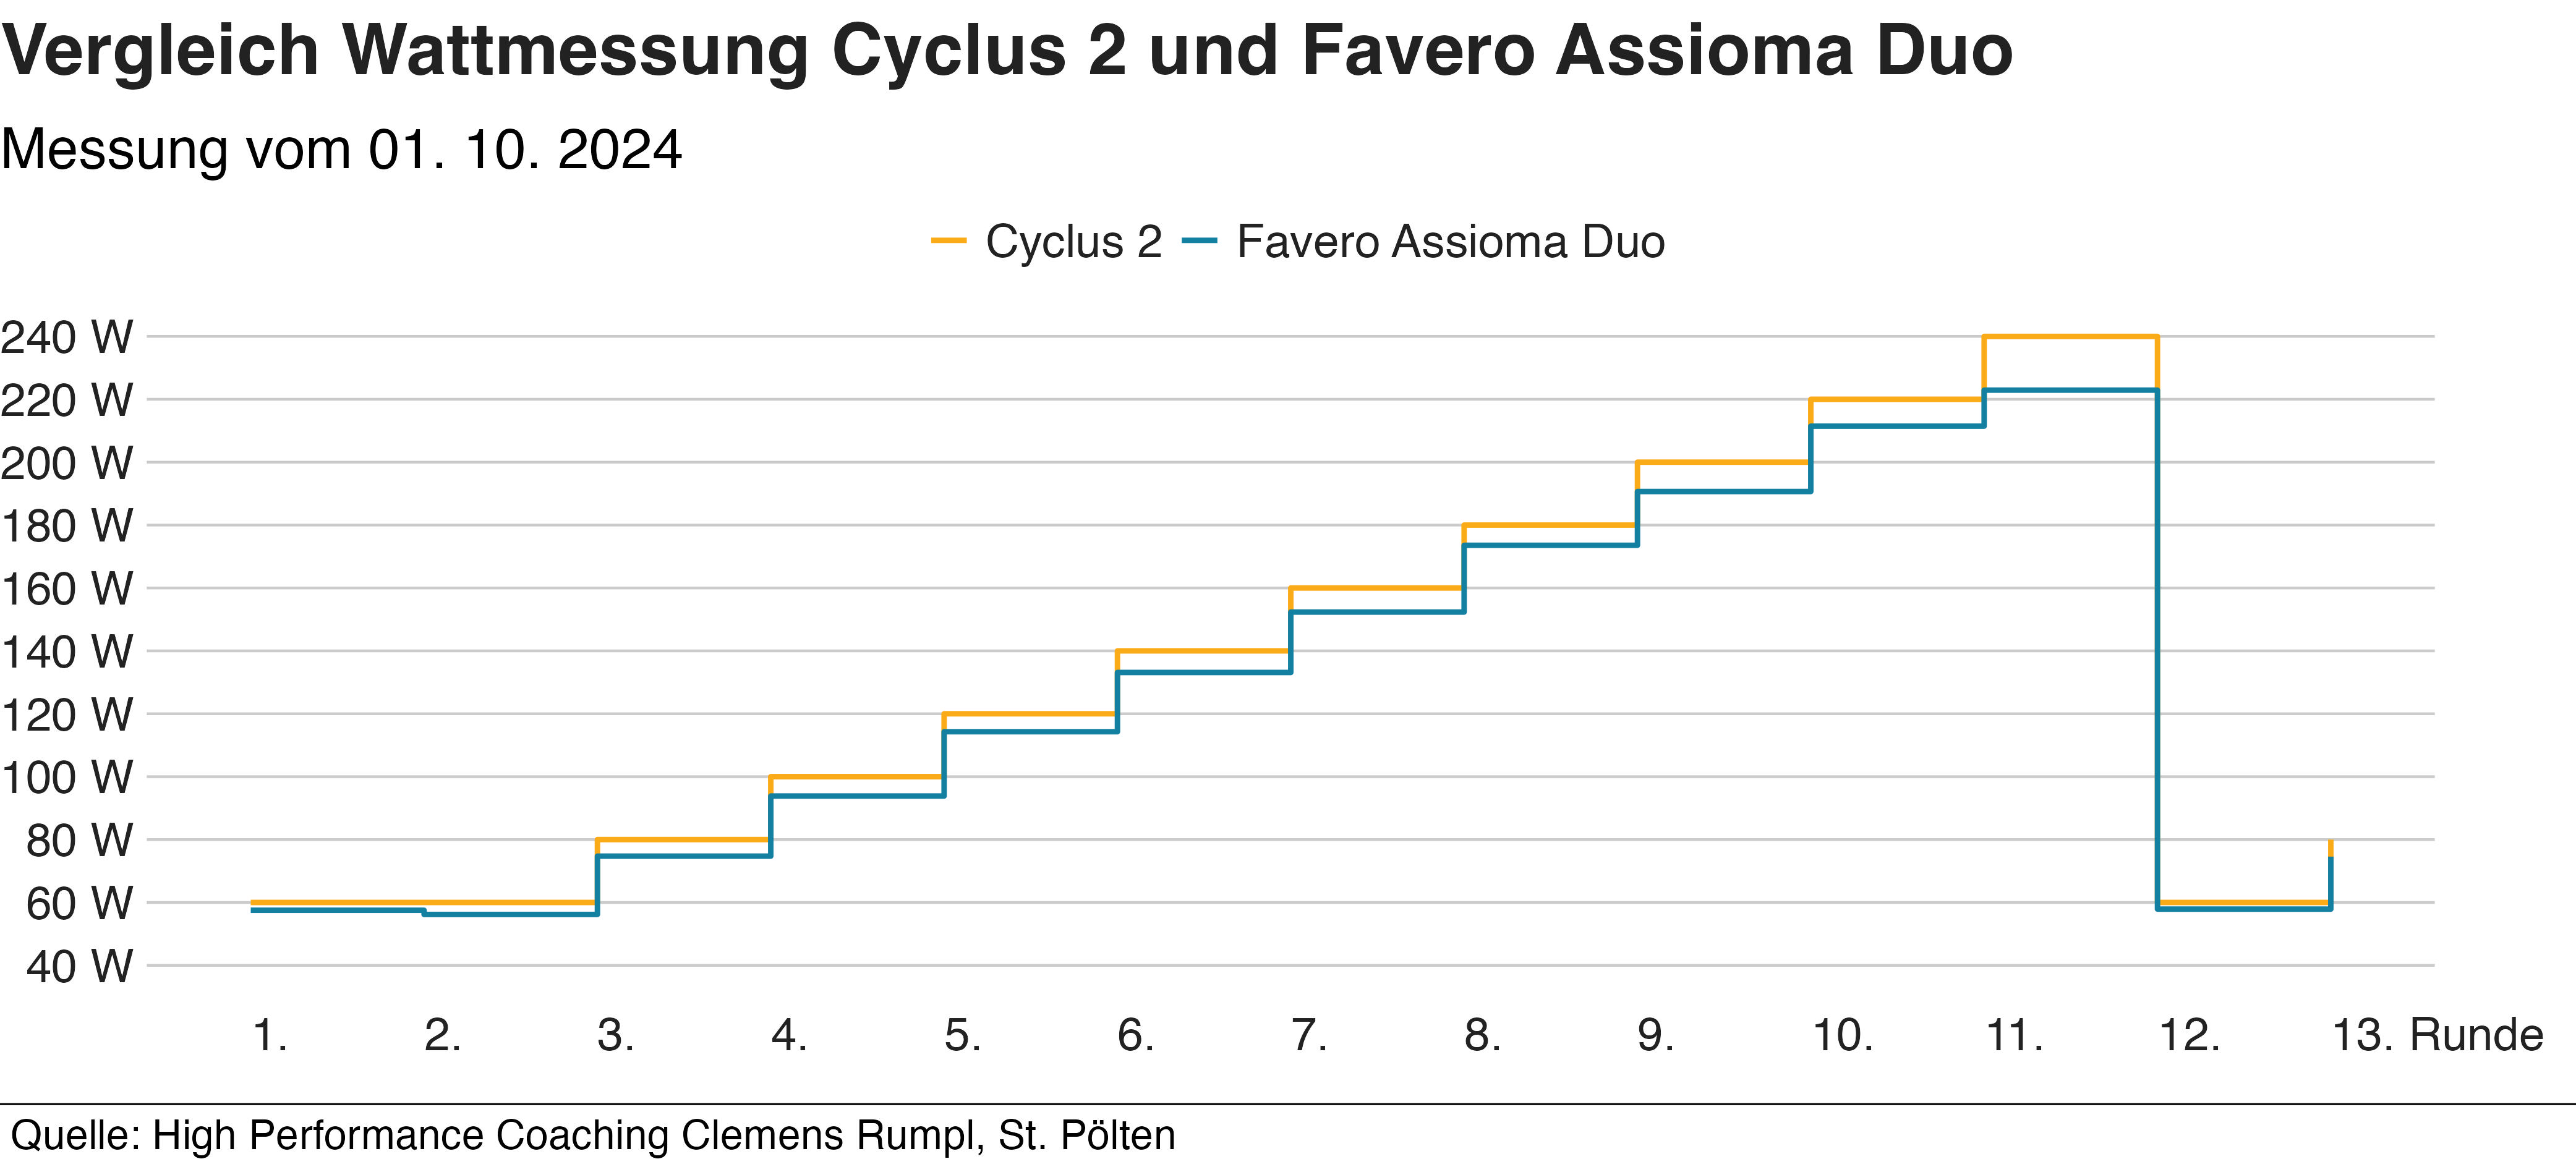 Vergleich Wattmessung Cyclus 2 und Favero Assioma Duo
Messung vom 01. 10. 2024
Cyclus 2 Favero Assioma Duo
240 W
220 W
200 W
180 W
160 W
140 W
120 W
100 W
80 W
60 W
40 W
1. 2. 3. 4. 5. 6. 7. 8. 9. 10. 11. 12. 13. Runde
Quelle: High Performance Coaching Clemens Rumpl, St. Pölten